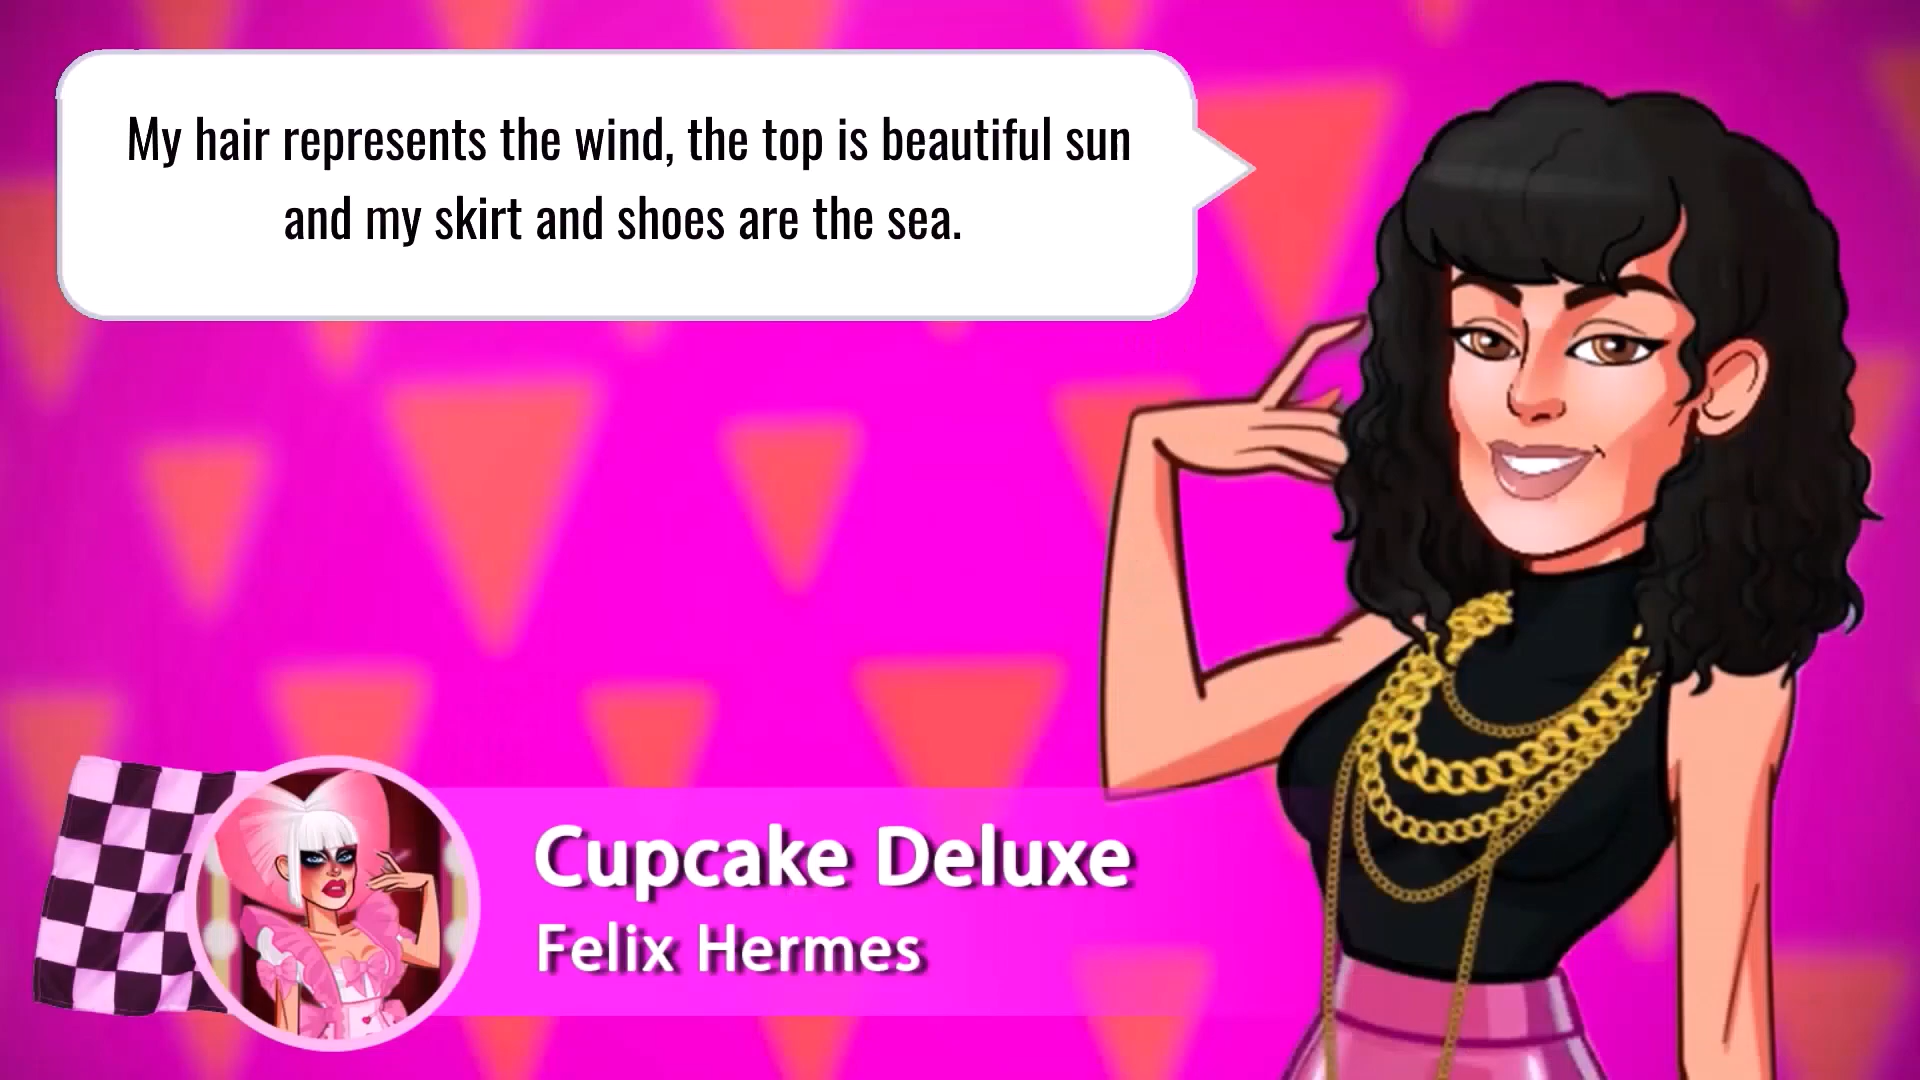 My hair represents the wind, the top is beautiful sun
and my skirt and shoes are the sea.
Cupcake Deluxe
Felix Hermes